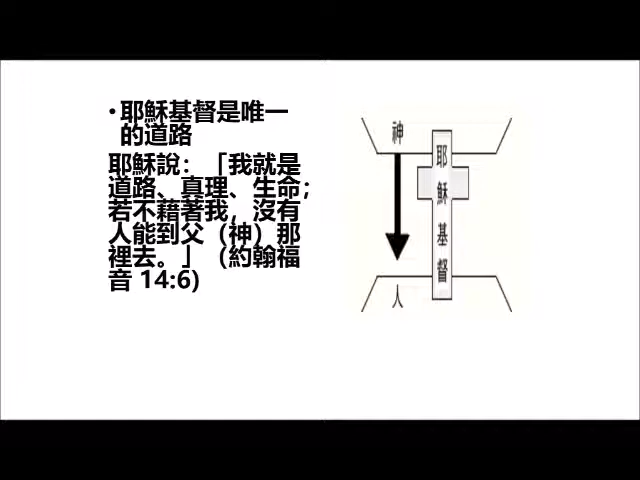 • 耶穌基督是唯一
的道路
耶穌說：「我就是
道路、真理、生命；
若不藉著我，沒有
人能到父（神）那
裡去。」（約翰福
音 14:6)
神
耶穌基督
人